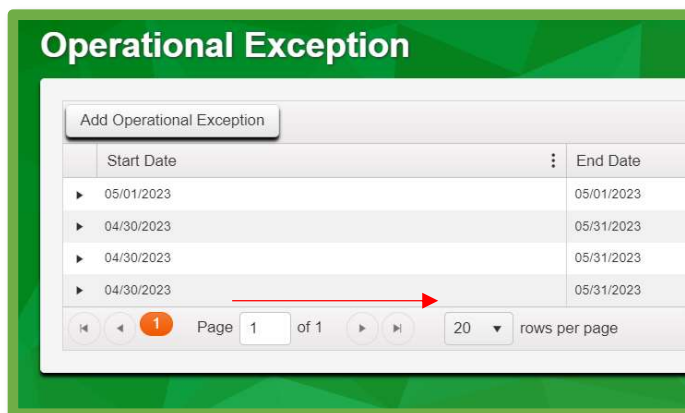 Operational Exception
Add Operational Exception
Start Date End Date
05/01/2023 05/01/2023
04/30/2023 05/31/2023
04/30/2023 05/31/2023
04/30/2023 05/31/2023
1 Page 1 of 1 20 rows per page